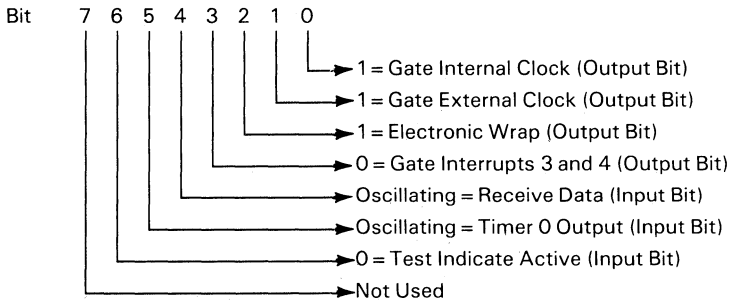 Bit 7 6 5 4 3 2 1 0
1 = Gate Internal Clock (Output Bit)
1 = Gate External Clock (Output Bit)
1 = Electronic Wrap (Output Bit)
0 = Gate Interrupts 3 and 4 (Output Bit)
Oscillating = Receive Data (Input Bit)
Oscillating = Timer 0 Output (Input Bit)
0 = Test Indicate Active (Input Bit)
Not Used